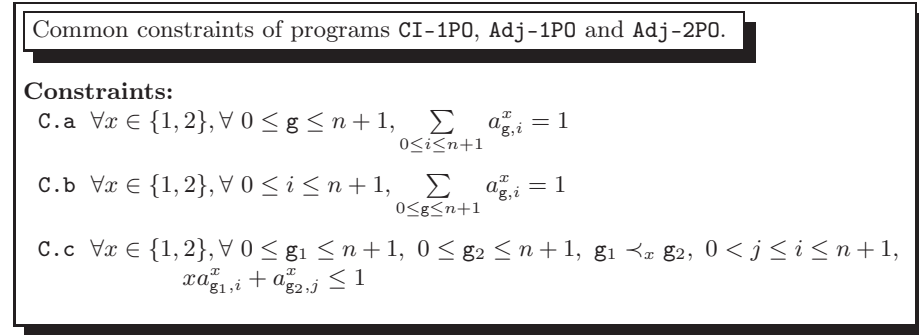 Common constraints of programs CI-1PO, Adj-1PO and Adj-2PO.
Constraints:
C.a ∀x ∈ {1, 2}, ∀ 0 ≤ g ≤ n + 1, ∑_{0≤i≤n+1} a^x_{g,i} = 1
C.b ∀x ∈ {1, 2}, ∀ 0 ≤ i ≤ n + 1, ∑_{0≤g≤n+1} a^x_{g,i} = 1
C.c ∀x ∈ {1, 2}, ∀ 0 ≤ g₁ ≤ n + 1, 0 ≤ g₂ ≤ n + 1, g₁ ≺ₓ g₂, 0 < j ≤ i ≤ n + 1,
xa^x_{g₁,i} + a^x_{g₂,j} ≤ 1